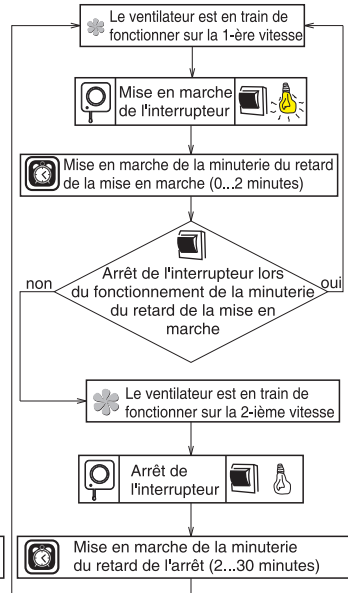 Le ventilateur est en train de
fonctionner sur la 1-ère vitesse
Mise en marche
de l'interrupteur
Mise en marche de la minuterie du retard
de la mise en marche (0...2 minutes)
non
oui
Arrêt de l'interrupteur lors
du fonctionnement de la minuterie
du retard de la mise en
marche
Le ventilateur est en train de
fonctionner sur la 2-ième vitesse
Arrêt de
l'interrupteur
Mise en marche de la minuterie
du retard de l'arrêt (2...30 minutes)